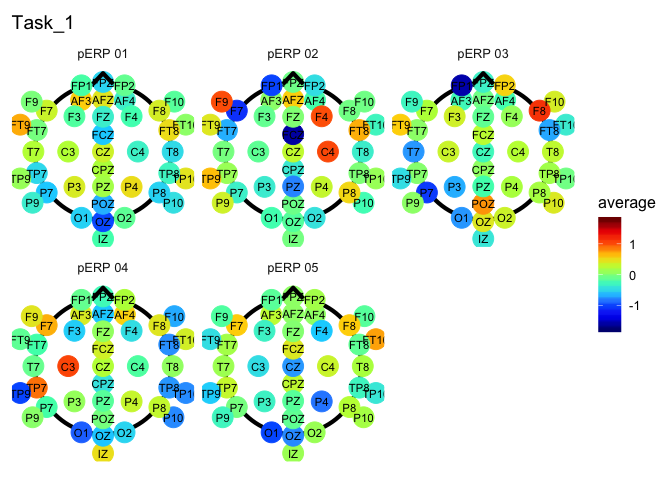 Task_1
pERP 01
pERP 02
pERP 03
FP1 FPZ FP2
F9 F7 AF3 AFZ AF4 F8 F10
FT9 FT7 F3 FZ F4 FT8 FT10
FCZ
T7 C3 CZ C4 T8
TP9 TP7 CPZ TP8 TP10
P7 P3 PZ P4 P8
P9 POZ P10
O1 OZ O2
IZ
FP1 FPZ FP2
F9 F7 AF3 AFZ AF4 F8 F10
FT9 FT7 F3 FZ F4 FT8 FT10
T7 C3 CZ C4 T8
TP9 TP7 CPZ TP8 TP10
P7 P3 PZ P4 P8
P9 POZ P10
O1 OZ O2
IZ
FPZ FP2
F9 F7 AF3 AFZ AF4 F8 F10
FT9 FT7 F3 FZ F4 FT8 FT10
FCZ
T7 C3 CZ C4 T8
TP9 TP7 CPZ TP8 TP10
P7 P3 PZ P4 P8
P9 POZ P10
O1 OZ O2
IZ
average
1
0
-1
pERP 04
pERP 05
FP1 FPZ FP2
F9 F7 AF3 AFZ AF4 F8 F10
FT9 FT7 F3 FZ F4 FT8 FT10
FCZ
T7 C3 CZ C4 T8
TP9 TP7 CPZ TP8 TP10
P7 P3 PZ P4 P8
P9 POZ P10
O1 OZ O2
IZ
FP1 FPZ FP2
F9 F7 AF3 AFZ AF4 F8 F10
FT9 FT7 F3 FZ F4 FT8 FT10
FCZ
T7 C3 CZ C4 T8
TP9 TP7 CPZ TP8 TP10
P7 P3 PZ P4 P8
P9 POZ P10
O1 OZ O2
IZ